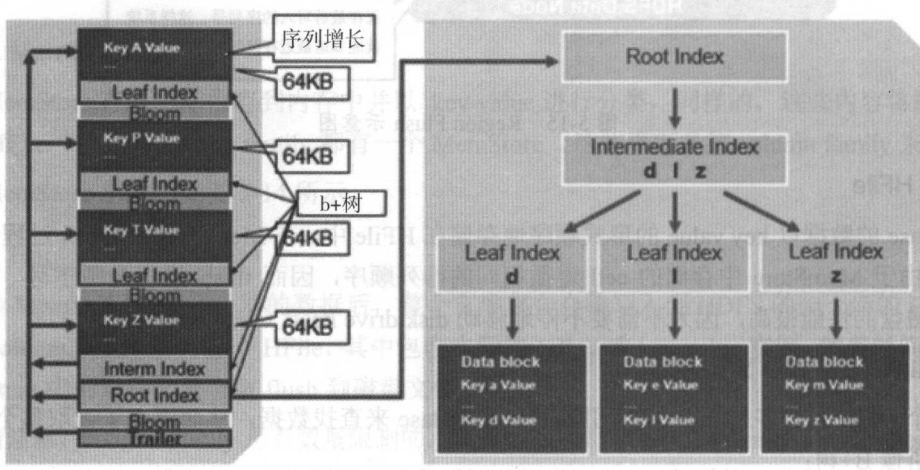 HDFS Data Node
Key A Value
...
Leaf Index
Bloom
Key P Value
...
Leaf Index
Bloom
Key T Value
...
Leaf Index
Bloom
Key Z Value
...
Interm Index
Root Index
Bloom
Trailer
序列增长
64KB
64KB
b+树
64KB
64KB
Root Index
Intermediate Index
d l z
Leaf Index
d
Leaf Index
l
Leaf Index
z
Data block
Key a Value
...
Key d Value
Data block
Key e Value
...
Key l Value
Data block
Key m Value
...
Key z Value